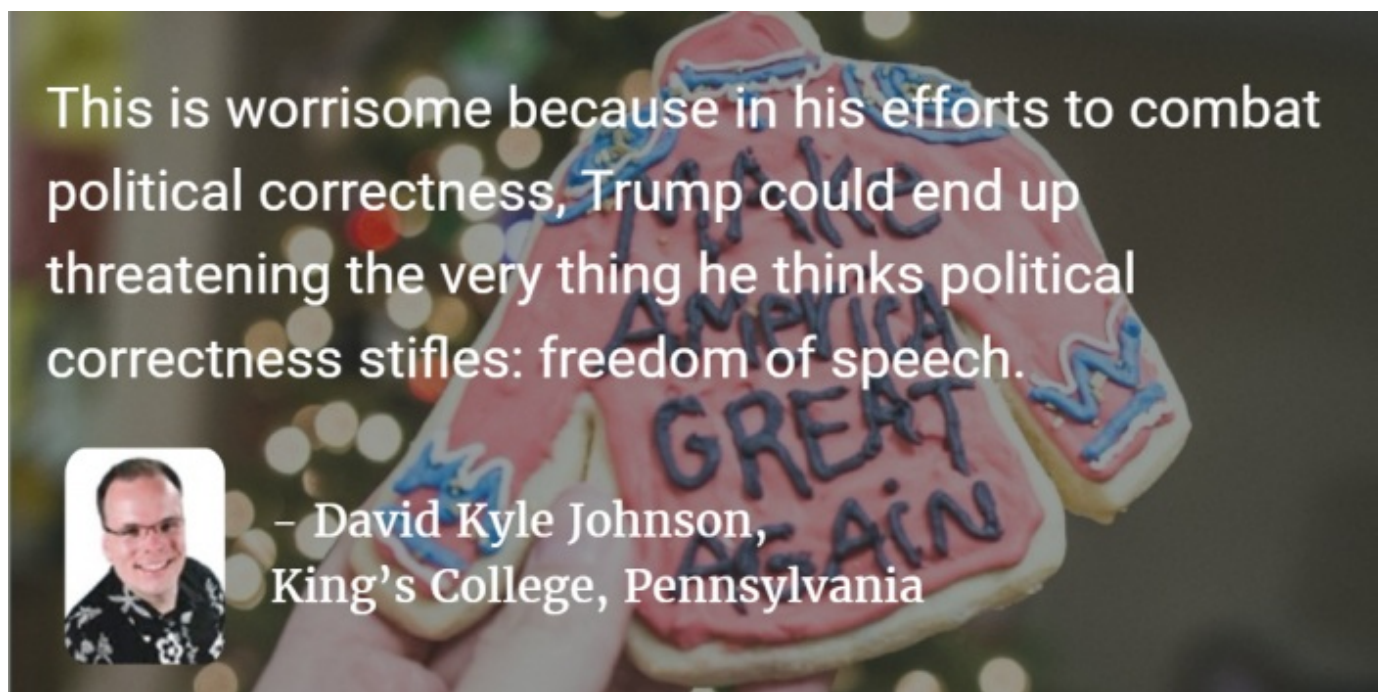 This is worrisome because in his efforts to combat
political correctness, Trump could end up
threatening the very thing he thinks political
correctness stifles: freedom of speech.
– David Kyle Johnson,
King’s College, Pennsylvania
MAke
AMerica
GREAT
AGAiN